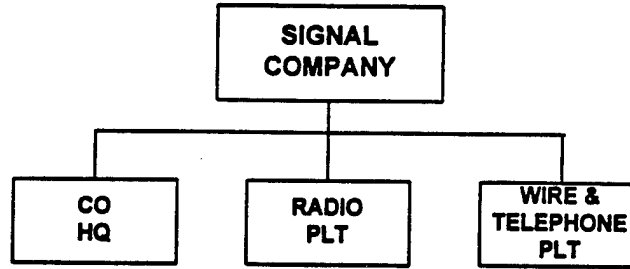 SIGNAL
COMPANY
CO
HQ
RADIO
PLT
WIRE &
TELEPHONE
PLT